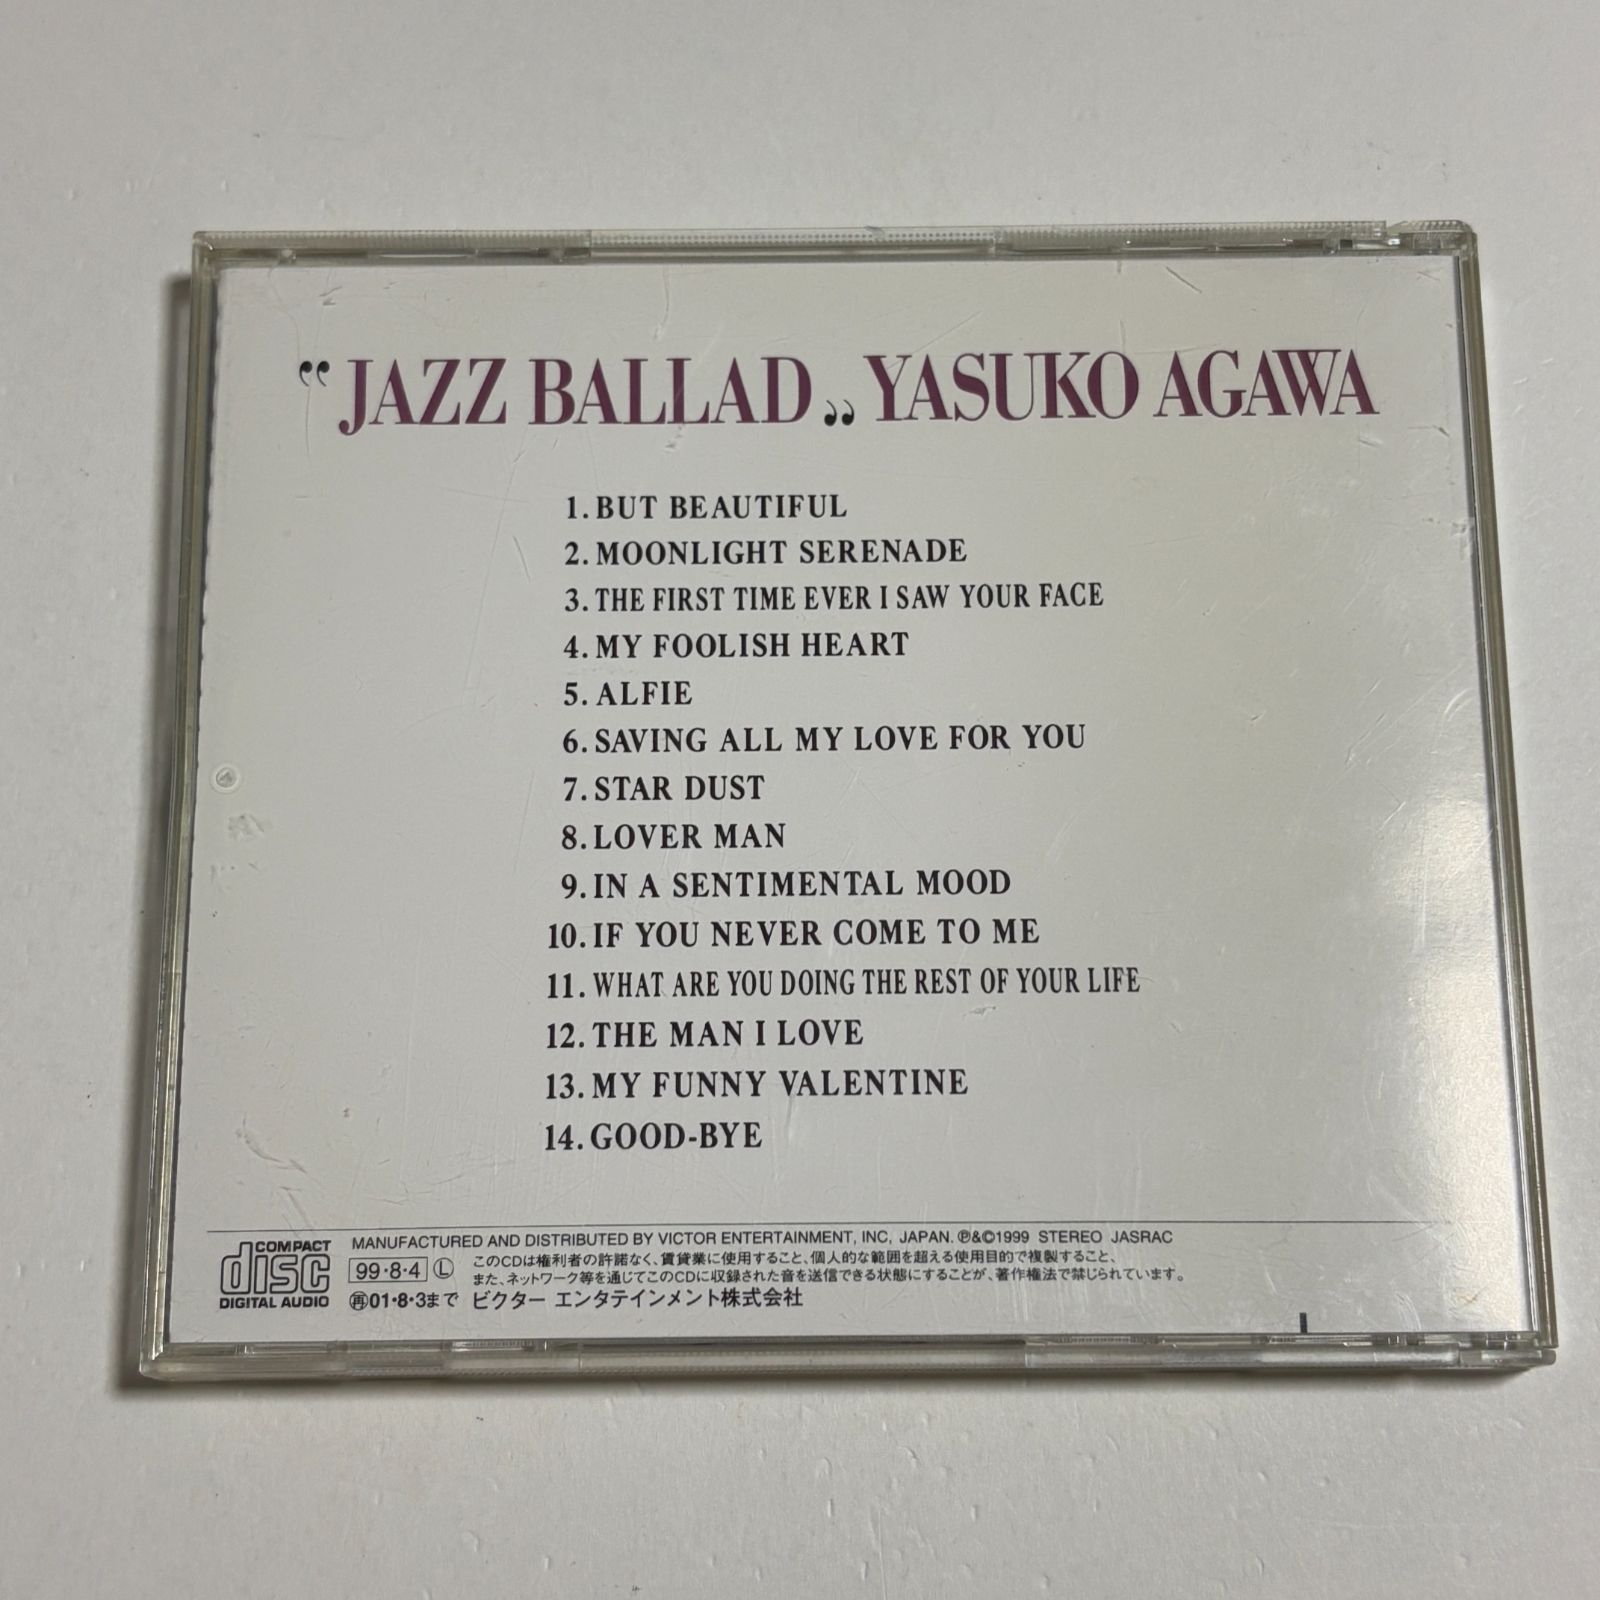 “JAZZ BALLAD„ YASUKO AGAWA
1. BUT BEAUTIFUL
2. MOONLIGHT SERENADE
3. THE FIRST TIME EVER I SAW YOUR FACE
4. MY FOOLISH HEART
5. ALFIE
6. SAVING ALL MY LOVE FOR YOU
7. STAR DUST
8. LOVER MAN
9. IN A SENTIMENTAL MOOD
10. IF YOU NEVER COME TO ME
11. WHAT ARE YOU DOING THE REST OF YOUR LIFE
12. THE MAN I LOVE
13. MY FUNNY VALENTINE
14. GOOD-BYE
COMPACT
disc
DIGITAL AUDIO
MANUFACTURED AND DISTRIBUTED BY VICTOR ENTERTAINMENT, INC, JAPAN. Ⓟ&©1999 STEREO JASRAC
99・8・4 Ⓛ
このCDは権利者の許諾なく、賃貸業に使用すること、個人的な範囲を超える使用目的で複製すること、
また、ネットワーク等を通じてこのCDに収録された音を送信できる状態にすることが、著作権法で禁じられています。
㊢01・8・3まで ビクター エンタテインメント株式会社